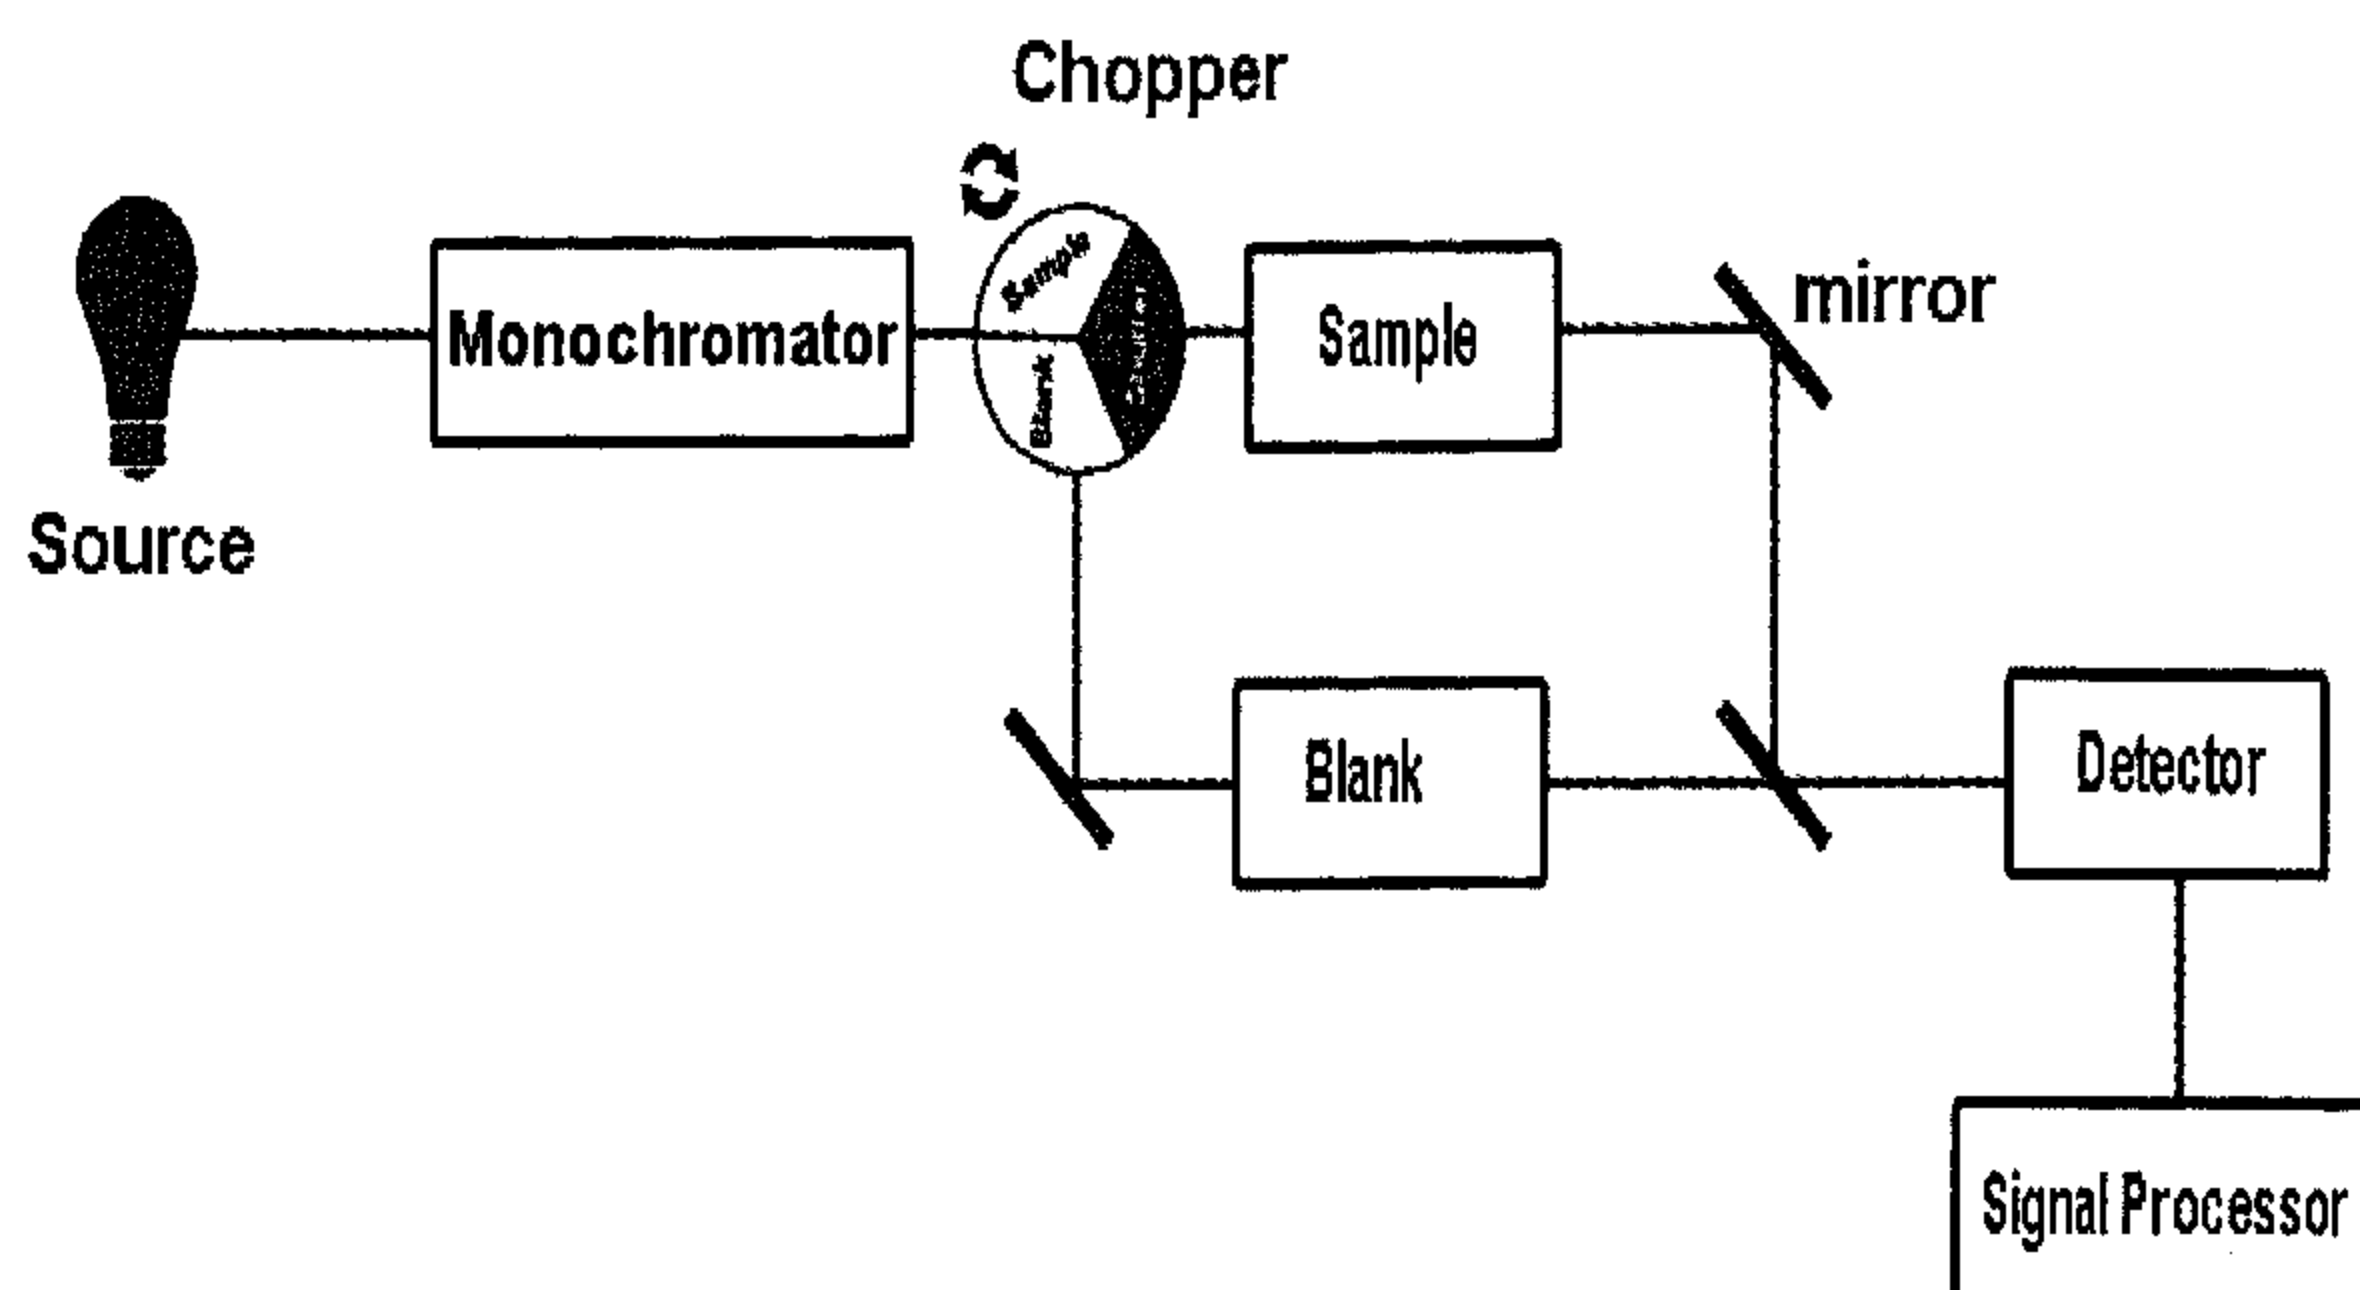 Chopper
Sample
Blank
Monochromator
Sample
mirror
Source
Blank
Detector
Signal Processor